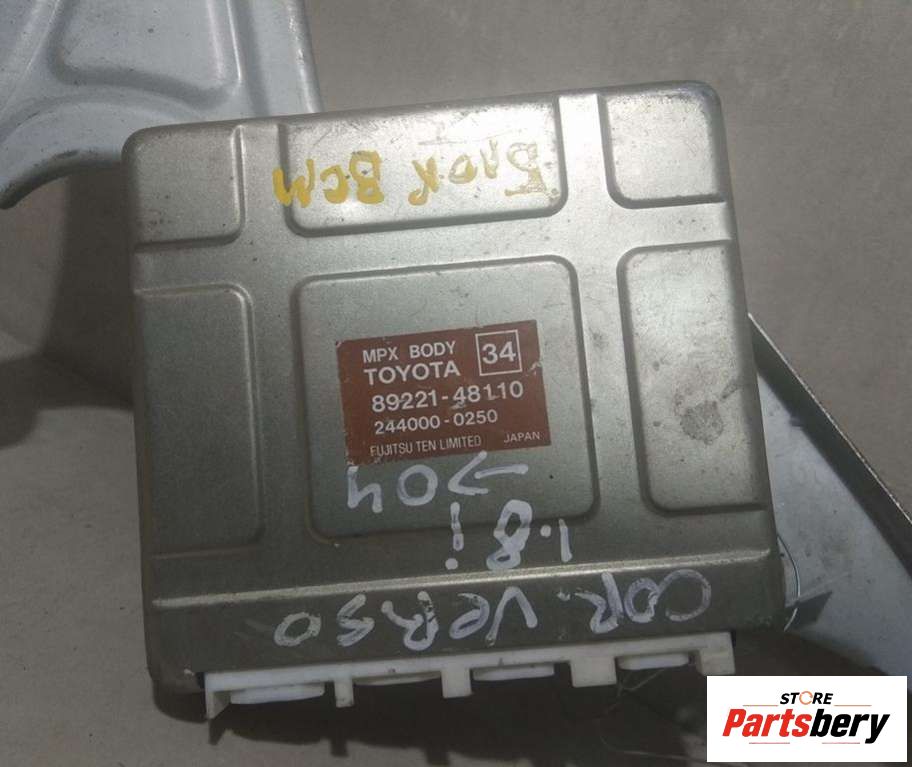 Блок BCM
MPX BODY 34
TOYOTA
89221-48110
244000-0250
FUJITSU TEN LIMITED JAPAN
COR. VERSO
1.8i
→04
STORE
Partsbery